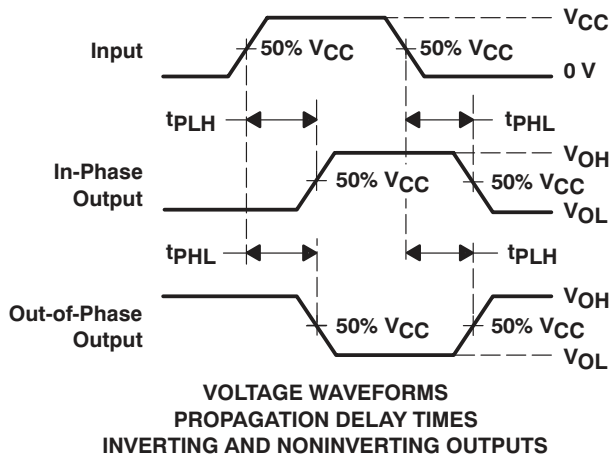 VCC
Input
50% VCC
50% VCC
0 V
tPLH
tPHL
VOH
In-Phase
Output
50% VCC
50% VCC
VOL
tPHL
tPLH
VOH
Out-of-Phase
Output
50% VCC
50% VCC
VOL
VOLTAGE WAVEFORMS
PROPAGATION DELAY TIMES
INVERTING AND NONINVERTING OUTPUTS